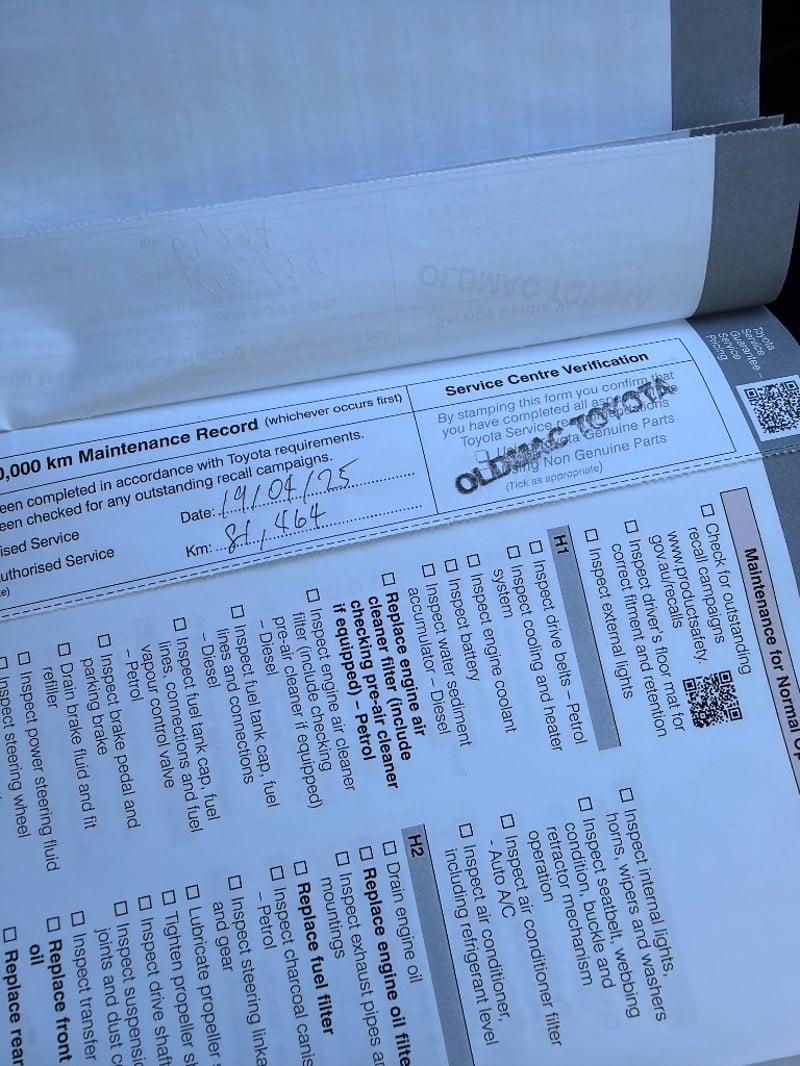 0,000 km Maintenance Record (whichever occurs first)
een completed in accordance with Toyota requirements.
een checked for any outstanding recall campaigns.
ised Service
uthorised Service
e)
Date: 19/04/25
Km: 81,464
Service Centre Verification
By stamping this form you confirm that
you have completed all
Toyota Service
Genuine Parts
Using Non Genuine Parts
(Tick as appropriate)
OLDMAC TOYOTA
Toyota
Service
Guarantee –
Service
Pricing
Maintenance for Normal Op
☐ Check for outstanding
recall campaigns
www.productsafety.
gov.au/recalls
☐ Inspect driver's floor mat for
correct fitment and retention
☐ Inspect external lights
☐ Inspect internal lights,
horns, wipers and washers
☐ Inspect seatbelt, webbing
condition, buckle and
retractor mechanism
operation
☐ Inspect air conditioner filter
- Auto A/C
☐ Inspect air conditioner,
including refrigerant level
H1
☐ Inspect drive belts – Petrol
☐ Inspect cooling and heater
system
☐ Inspect engine coolant
☐ Inspect battery
☐ Inspect water sediment
accumulator – Diesel
☐ Replace engine air
cleaner filter (include
checking pre-air cleaner
if equipped) – Petrol
☐ Inspect engine air cleaner
filter (include checking
pre-air cleaner if equipped)
– Diesel
☐ Inspect fuel tank cap, fuel
lines and connections
– Diesel
☐ Inspect fuel tank cap, fuel
lines, connections and fuel
vapour control valve
– Petrol
☐ Inspect brake pedal and
parking brake
☐ Drain brake fluid and fit
refiller
☐ Inspect power steering fluid
☐ Inspect steering wheel
H2
☐ Drain engine oil
☐ Replace engine oil filte
☐ Inspect exhaust pipes ar
mountings
☐ Replace fuel filter
☐ Inspect charcoal canis
– Petrol
☐ Inspect steering linka
and gear
☐ Lubricate propeller s
☐ Tighten propeller sh
☐ Inspect drive shaft
☐ Inspect suspensio
joints and dust c
☐ Inspect transfer
☐ Replace front
oil
☐ Replace rear